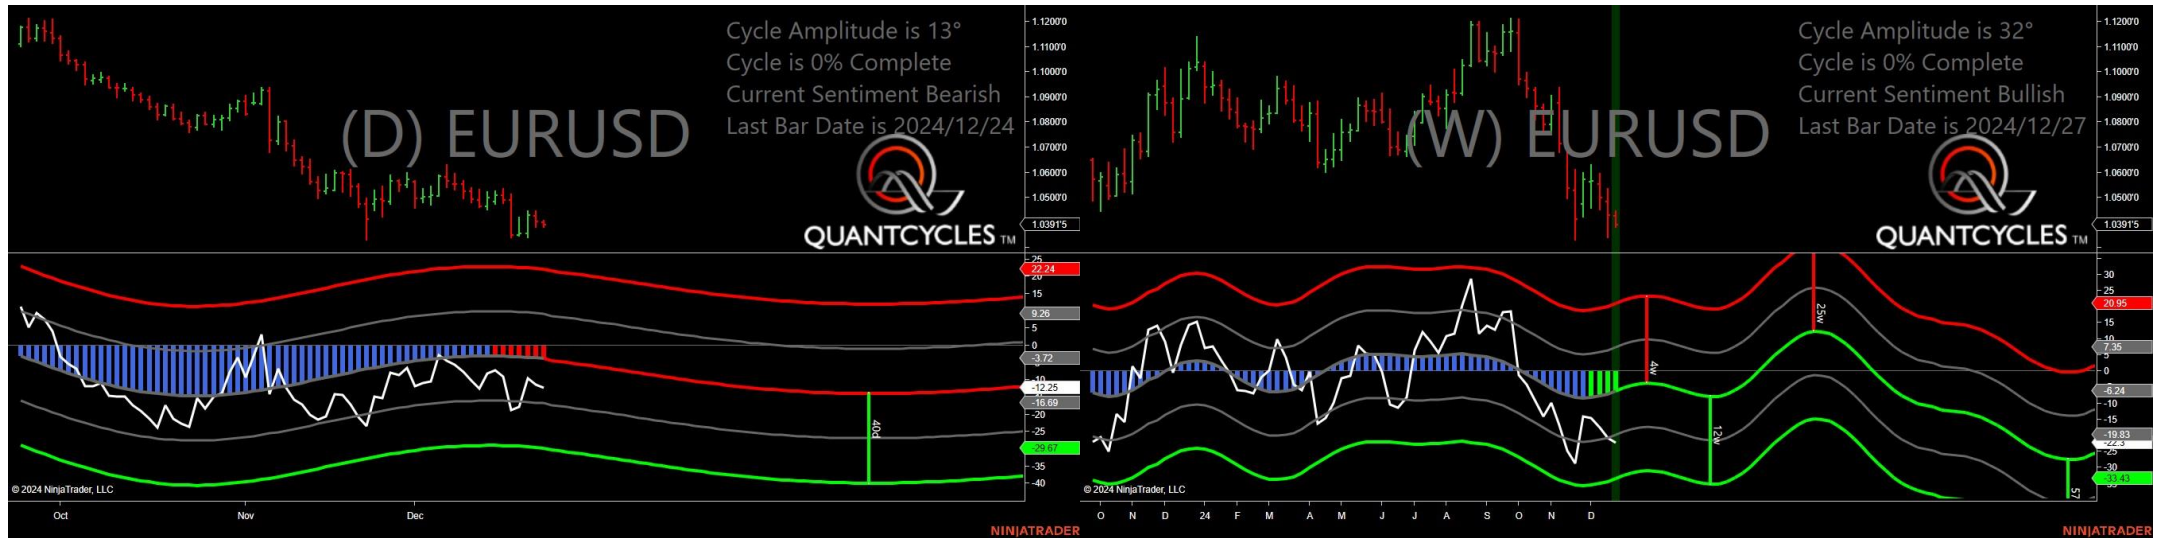 Cycle Amplitude is 13°
Cycle is 0% Complete
Current Sentiment Bearish
Last Bar Date is 2024/12/24
(D) EURUSD
QUANTCYCLES TM
1.1200'0
1.1100'0
1.1000'0
1.0900'0
1.0800'0
1.0700'0
1.0600'0
1.0500'0
1.0391'5
25
22.24
20
15
9.26
5
0
-3.72
-12.25
-16.69
-20
-25
-29.67
-35
-40
40d
© 2024 NinjaTrader, LLC
Oct
Nov
Dec
NINJATRADER
Cycle Amplitude is 32°
Cycle is 0% Complete
Current Sentiment Bullish
Last Bar Date is 2024/12/27
(W) EURUSD
QUANTCYCLES TM
1.1200'0
1.1100'0
1.1000'0
1.0900'0
1.0800'0
1.0700'0
1.0600'0
1.0500'0
1.0391'5
30
25
20.95
15
10
7.35
5
0
-6.24
-10
-15
-19.83
-22.3
-25
-30
-33.43
4w
12w
25w
57
© 2024 NinjaTrader, LLC
O
N
D
24
F
M
A
M
J
J
A
S
O
N
D
NINJATRADER